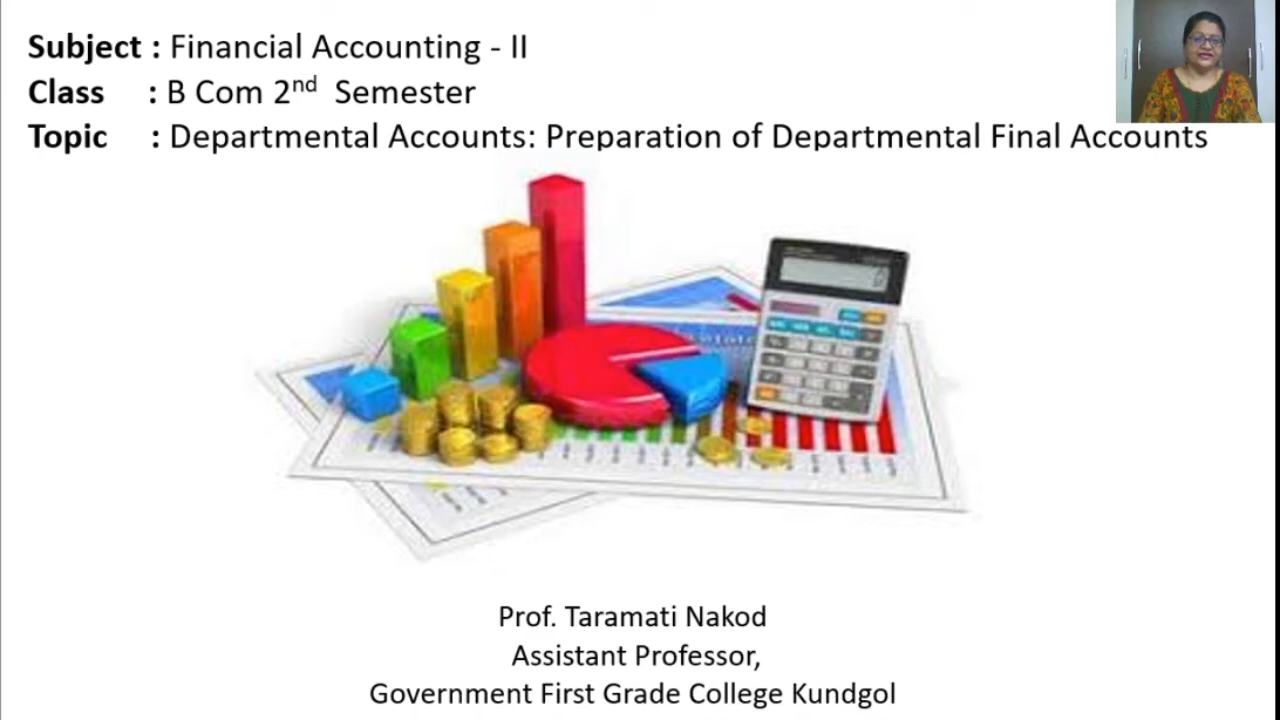 Subject : Financial Accounting - II
Class : B Com 2nd Semester
Topic : Departmental Accounts: Preparation of Departmental Final Accounts
Prof. Taramati Nakod
Assistant Professor,
Government First Grade College Kundgol